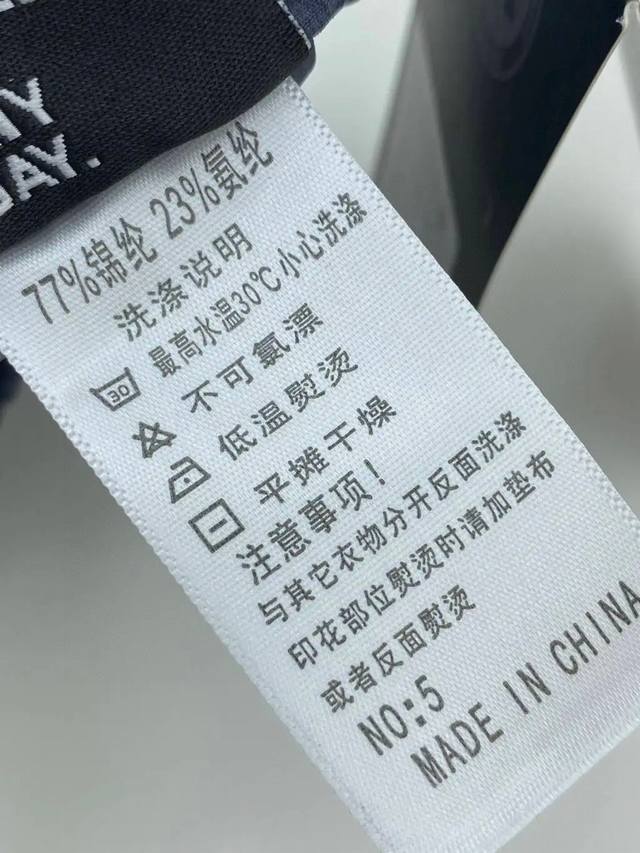 DAY.
77%锦纶 23%氨纶
洗涤说明
30 最高水温30℃小心洗涤
不可氯漂
低温熨烫
平摊干燥
注意事项！
与其它衣物分开反面洗涤
印花部位熨烫时请加垫布
或者反面熨烫
NO:5
MADE IN CHINA